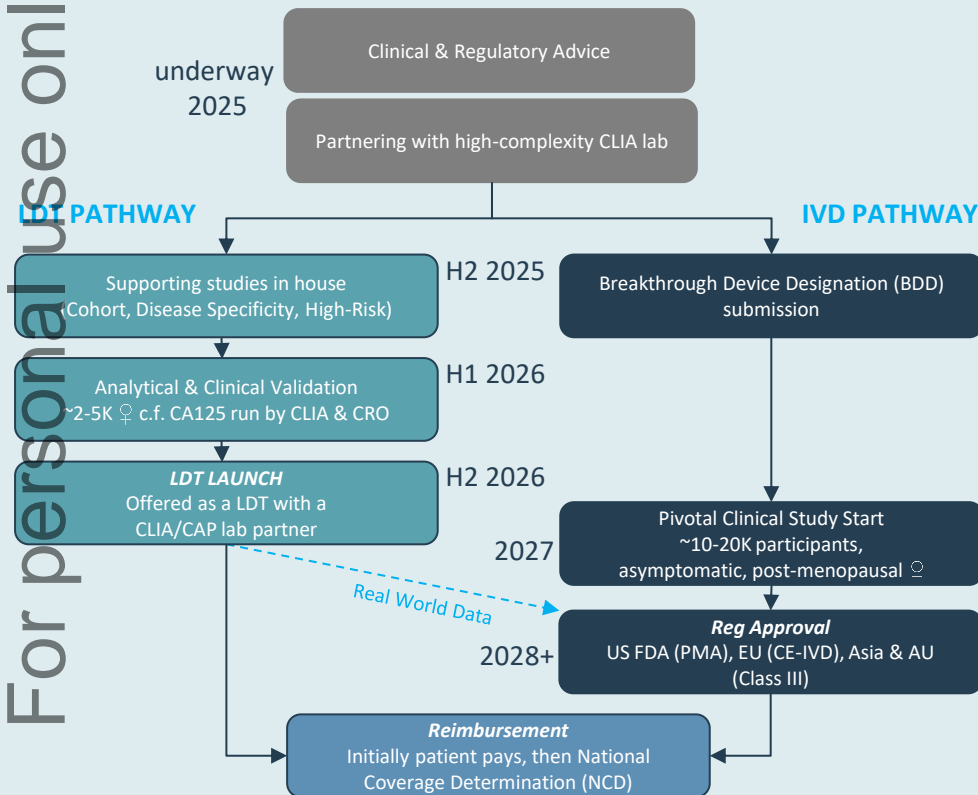 For personal use onl
Clinical & Regulatory Advice
underway
2025
Partnering with high-complexity CLIA lab
LDT PATHWAY
IVD PATHWAY
Supporting studies in house
(Cohort, Disease Specificity, High-Risk)
H2 2025
Breakthrough Device Designation (BDD)
submission
Analytical & Clinical Validation
~2-5K ♀ c.f. CA125 run by CLIA & CRO
H1 2026
LDT LAUNCH
Offered as a LDT with a
CLIA/CAP lab partner
H2 2026
Pivotal Clinical Study Start
~10-20K participants,
asymptomatic, post-menopausal ♀
2027
Real World Data
Reg Approval
US FDA (PMA), EU (CE-IVD), Asia & AU
(Class III)
2028+
Reimbursement
Initially patient pays, then National
Coverage Determination (NCD)